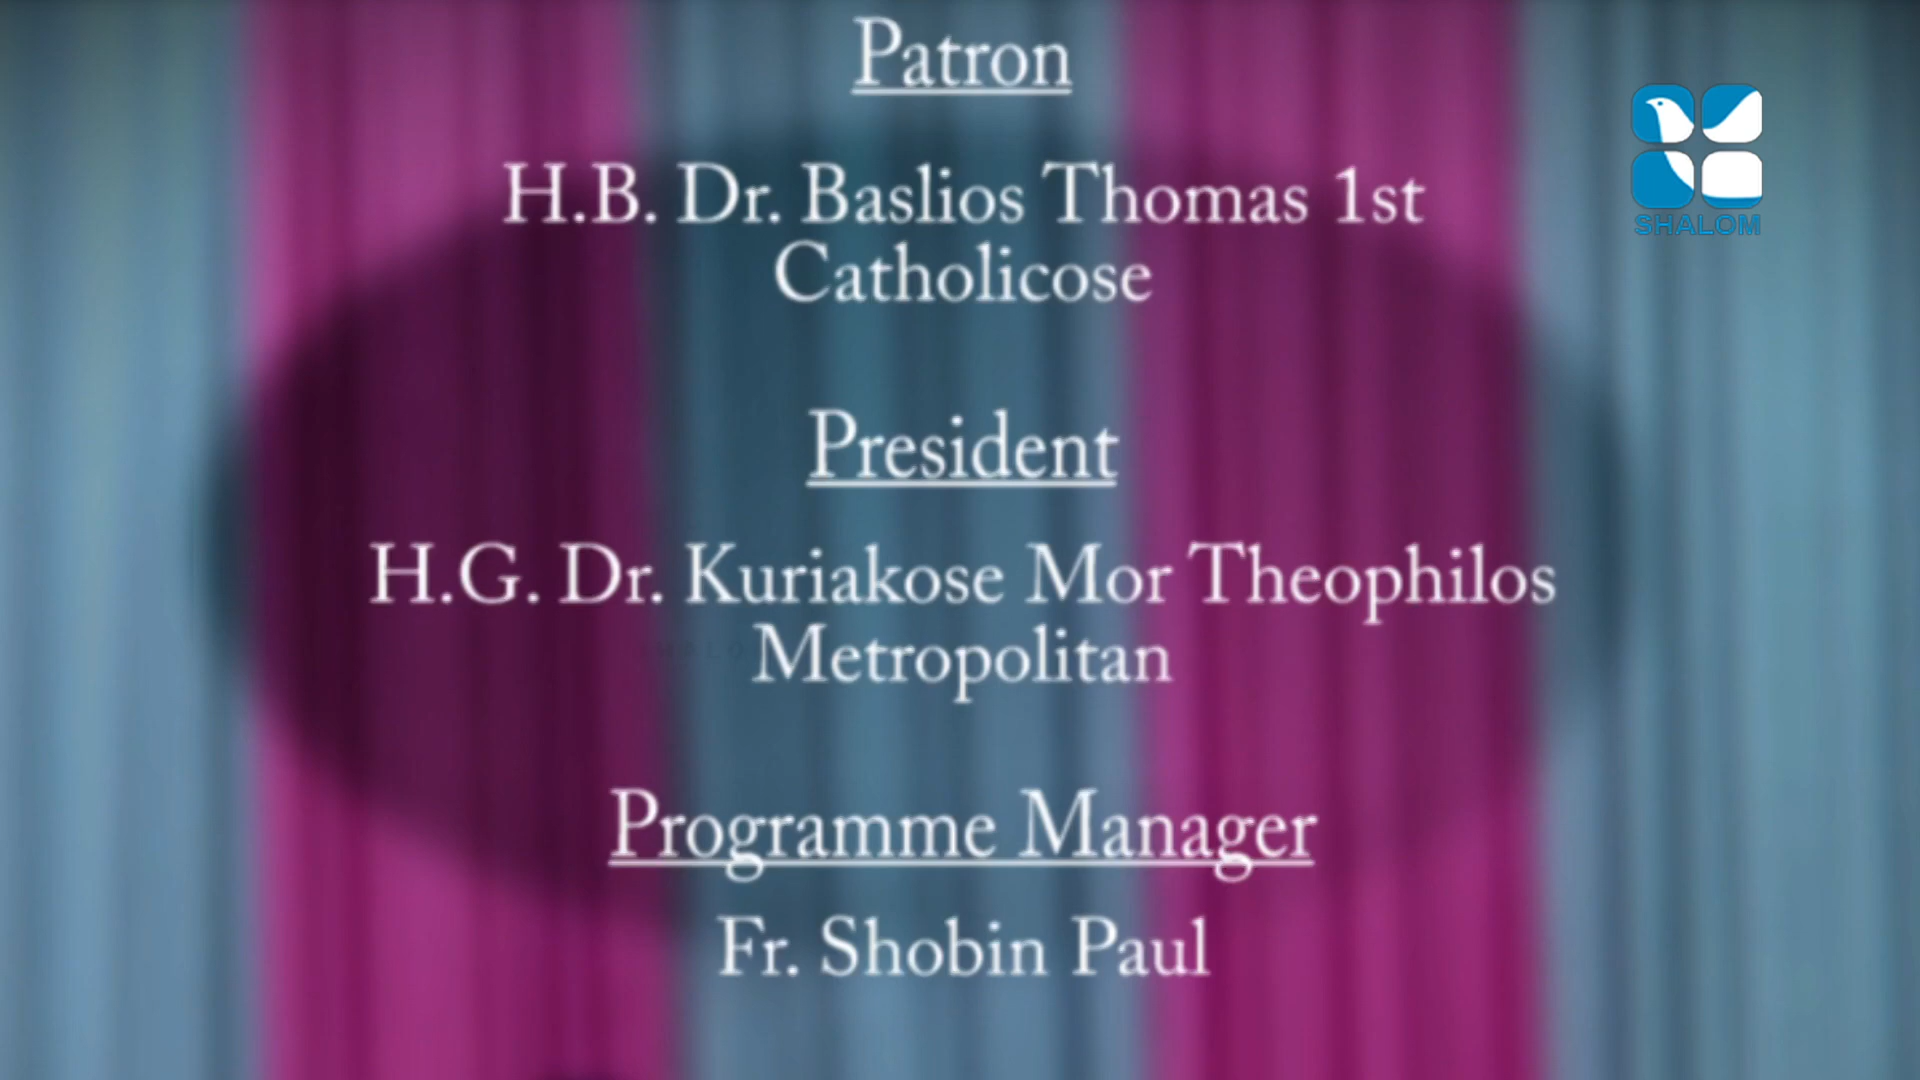 Patron
H.B. Dr. Baslios Thomas 1st
Catholicose
President
H.G. Dr. Kuriakose Mor Theophilos
Metropolitan
Programme Manager
Fr. Shobin Paul
SHALOM